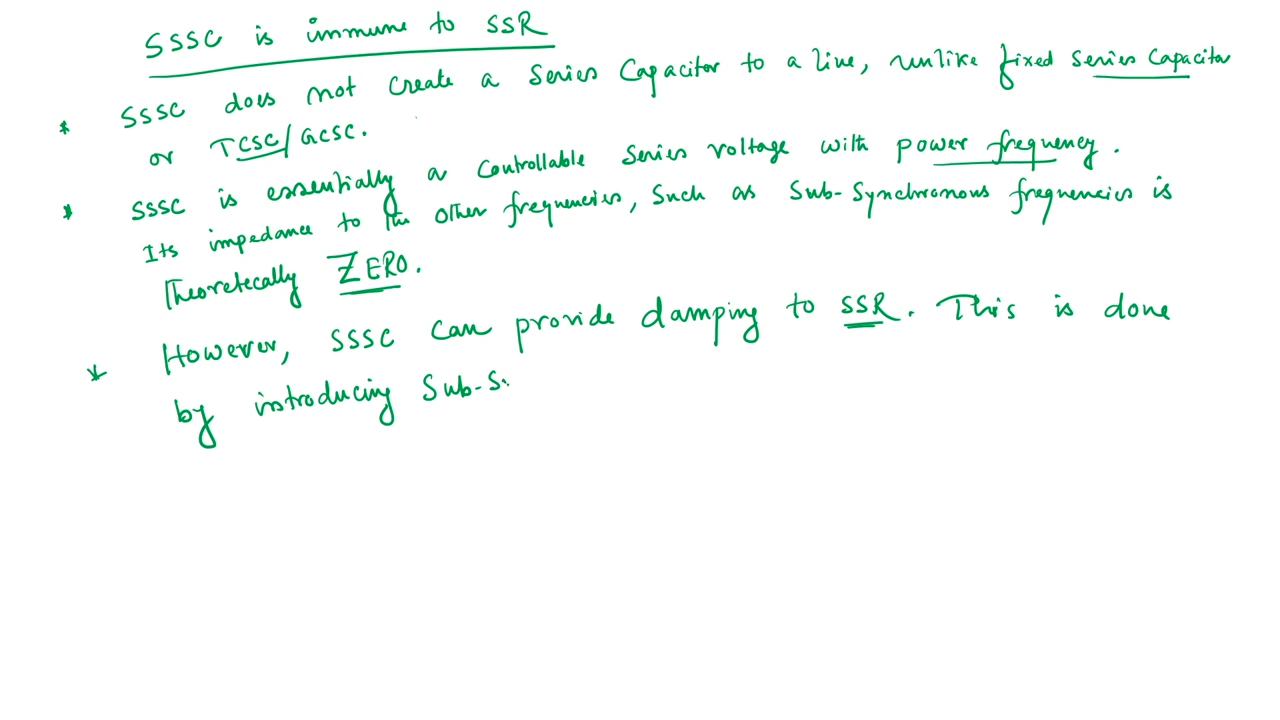 SSSC is immune to SSR
* SSSC does not create a series capacitor to a line, unlike fixed series capacitor
or TCSC/GCSC.
* SSSC is essentially a controllable series voltage with power frequency.
Its impedance to the other frequencies, such as sub-synchronous frequencies is
Theoretically ZERO.
* However, SSSC can provide damping to SSR. This is done
by introducing Sub-S